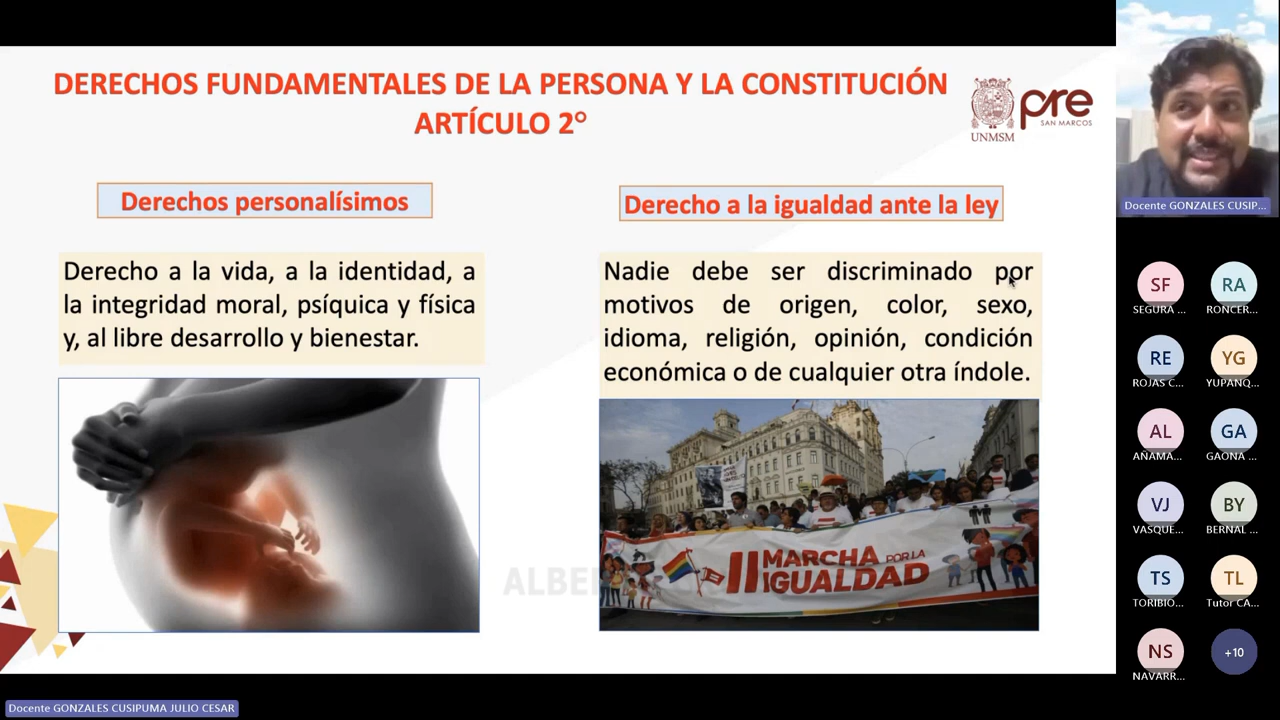 DERECHOS FUNDAMENTALES DE LA PERSONA Y LA CONSTITUCIÓN
ARTÍCULO 2°
UNMSM
pre
SAN MARCOS
Derechos personalísimos
Derecho a la vida, a la identidad, a
la integridad moral, psíquica y física
y, al libre desarrollo y bienestar.
Derecho a la igualdad ante la ley
Nadie debe ser discriminado por
motivos de origen, color, sexo,
idioma, religión, opinión, condición
económica o de cualquier otra índole.
II MARCHA POR LA
IGUALDAD
Docente GONZALES CUSIP...
SF
SEGURA ...
RA
RONCER...
RE
ROJAS C...
YG
YUPANQ...
AL
AÑAMA...
GA
GAONA ...
VJ
VASQUE...
BY
BERNAL ...
TS
TORIBIO...
TL
Tutor CA...
NS
NAVARR...
+10
Docente GONZALES CUSIPUMA JULIO CESAR